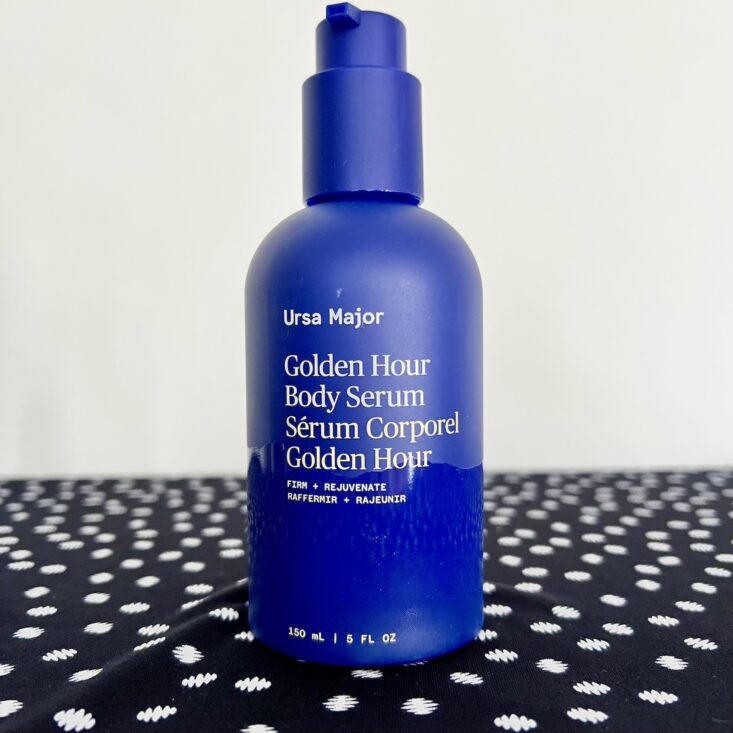 Ursa Major
Golden Hour
Body Serum
Sérum Corporel
Golden Hour
FIRM + REJUVENATE
RAFFERMIR + RAJEUNIR
150 mL | 5 FL OZ